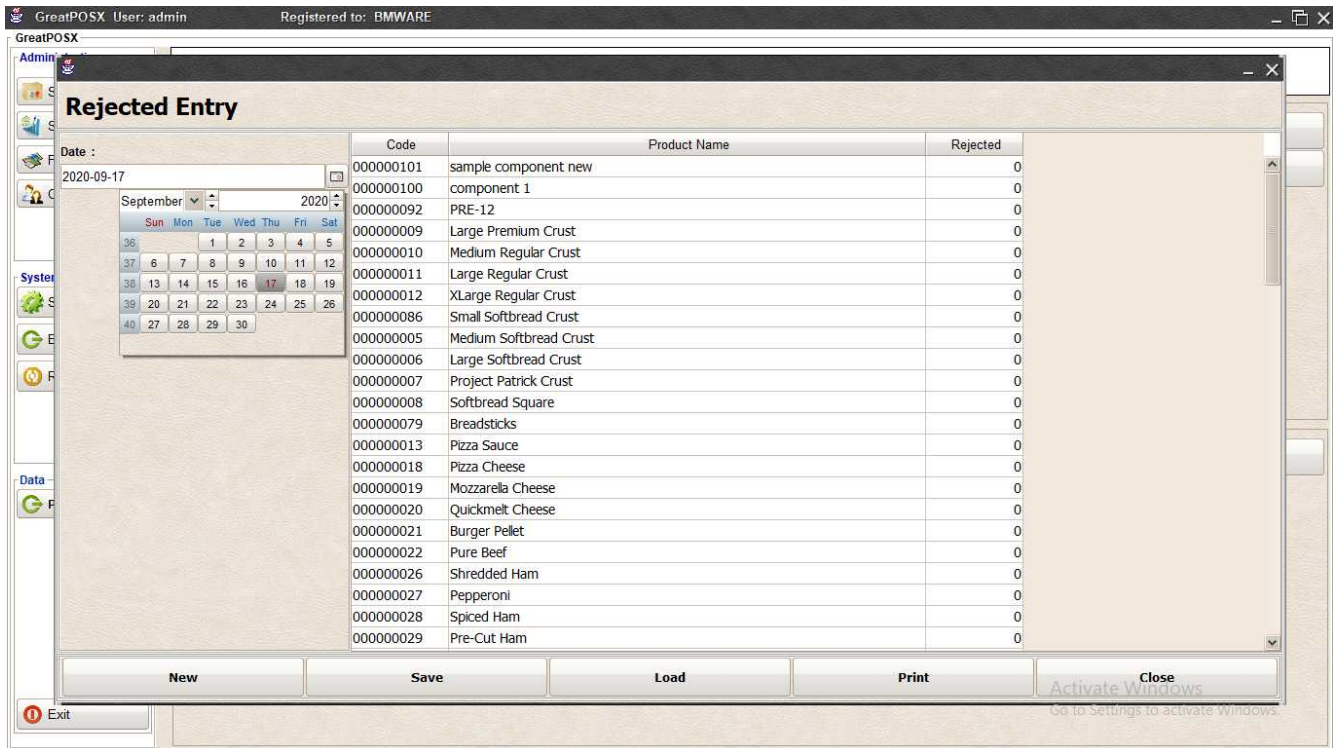 GreatPOSX User: admin Registered to: BMWARE
GreatPOSX
Admin
Rejected Entry
Date :
2020-09-17
September 2020
Sun Mon Tue Wed Thu Fri Sat
36 1 2 3 4 5
37 6 7 8 9 10 11 12
38 13 14 15 16 17 18 19
39 20 21 22 23 24 25 26
40 27 28 29 30
Code Product Name Rejected
000000101 sample component new 0
000000100 component 1 0
000000092 PRE-12 0
000000009 Large Premium Crust 0
000000010 Medium Regular Crust 0
000000011 Large Regular Crust 0
000000012 XLarge Regular Crust 0
000000086 Small Softbread Crust 0
000000005 Medium Softbread Crust 0
000000006 Large Softbread Crust 0
000000007 Project Patrick Crust 0
000000008 Softbread Square 0
000000079 Breadsticks 0
000000013 Pizza Sauce 0
000000018 Pizza Cheese 0
000000019 Mozzarella Cheese 0
000000020 Quickmelt Cheese 0
000000021 Burger Pellet 0
000000022 Pure Beef 0
000000026 Shredded Ham 0
000000027 Pepperoni 0
000000028 Spiced Ham 0
000000029 Pre-Cut Ham 0
System
Data
New Save Load Print Close
Exit
Activate Windows
Go to Settings to activate Windows.